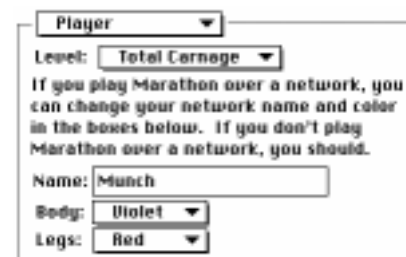 Player
Level: Total Carnage
If you play Marathon over a network, you
can change your network name and color
in the boxes below. If you don't play
Marathon over a network, you should.
Name: Munch
Body: Violet
Legs: Red